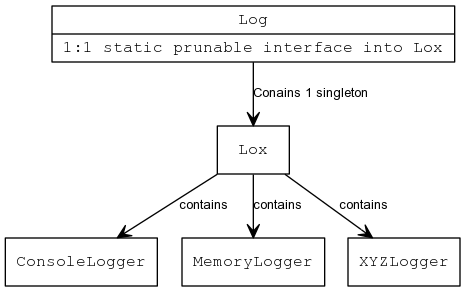 Log
1:1 static prunable interface into Lox
Conains 1 singleton
Lox
contains
contains
contains
ConsoleLogger
MemoryLogger
XYZLogger